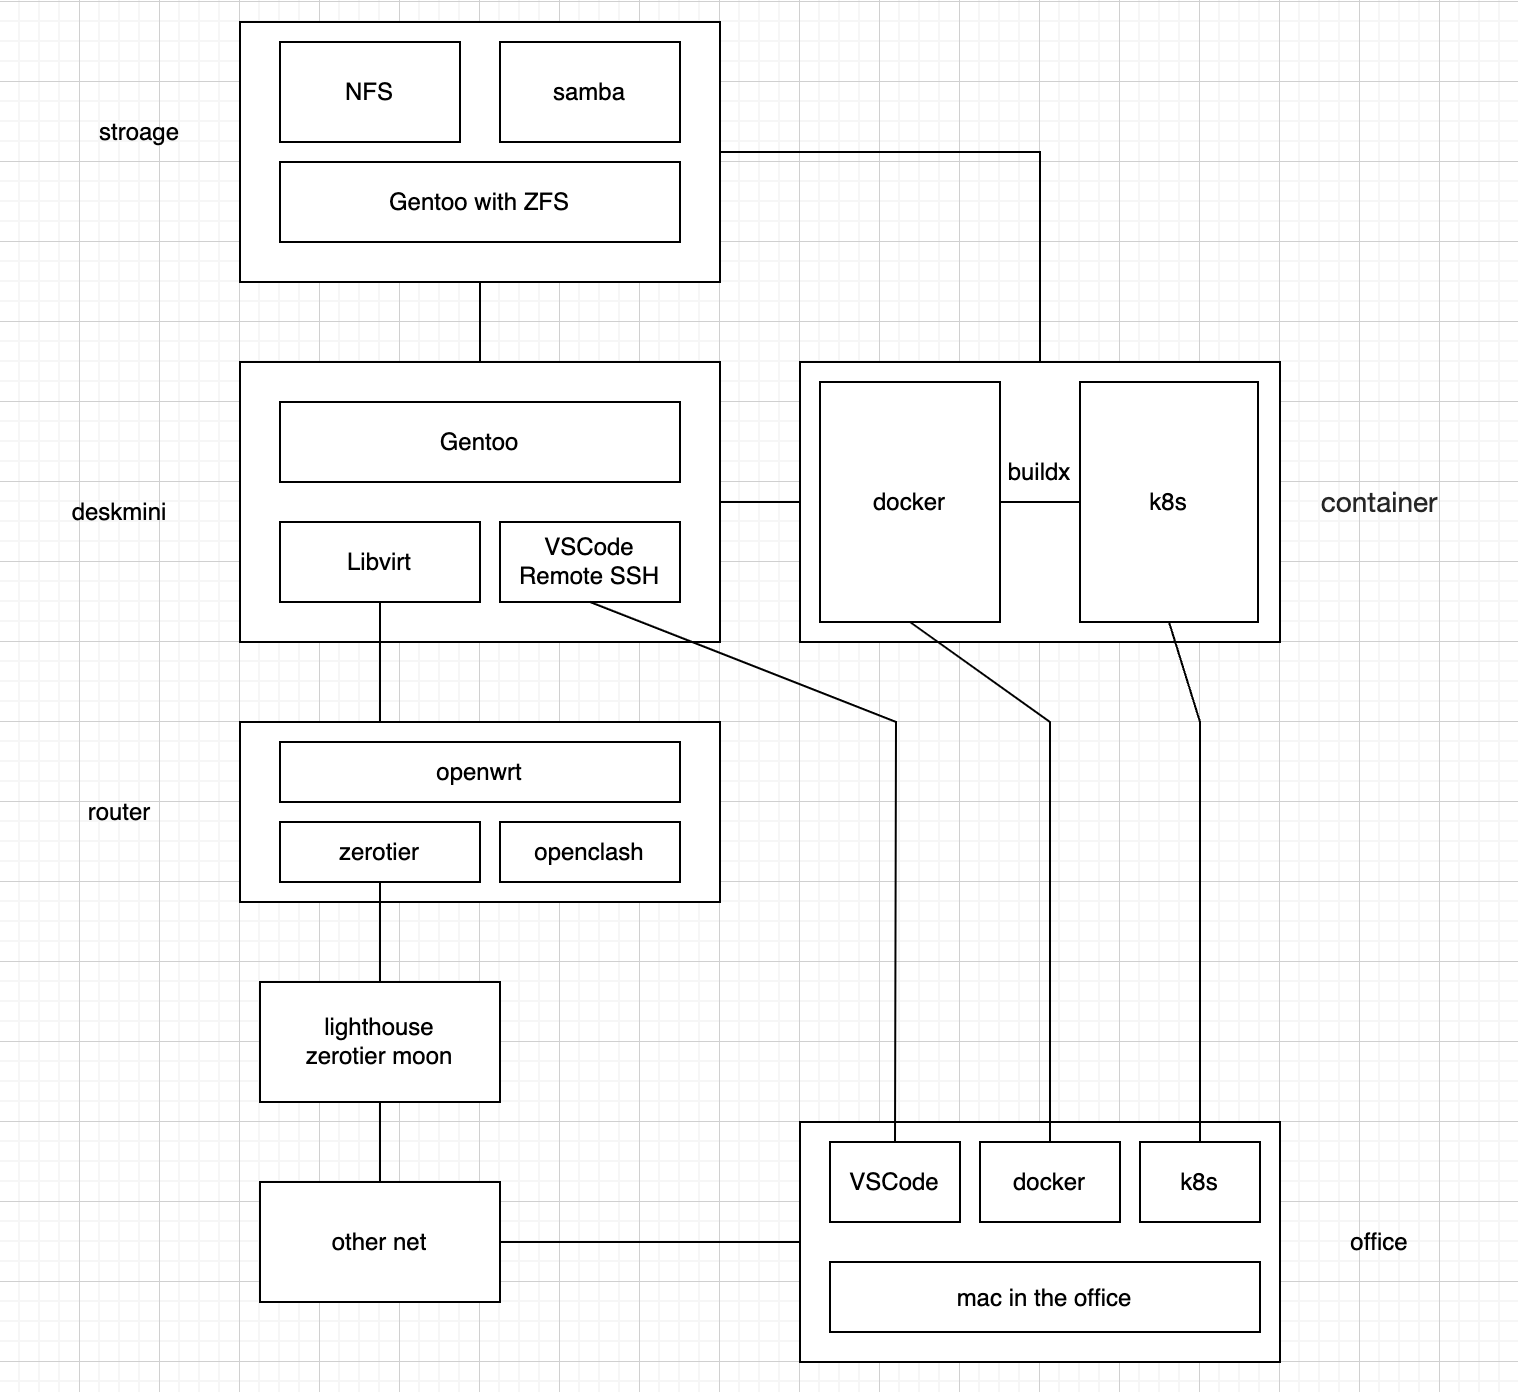 NFS
samba
stroage
Gentoo with ZFS
Gentoo
deskmini
Libvirt
VSCode
Remote SSH
docker
buildx
k8s
container
openwrt
router
zerotier
openclash
lighthouse
zerotier moon
other net
VSCode
docker
k8s
office
mac in the office